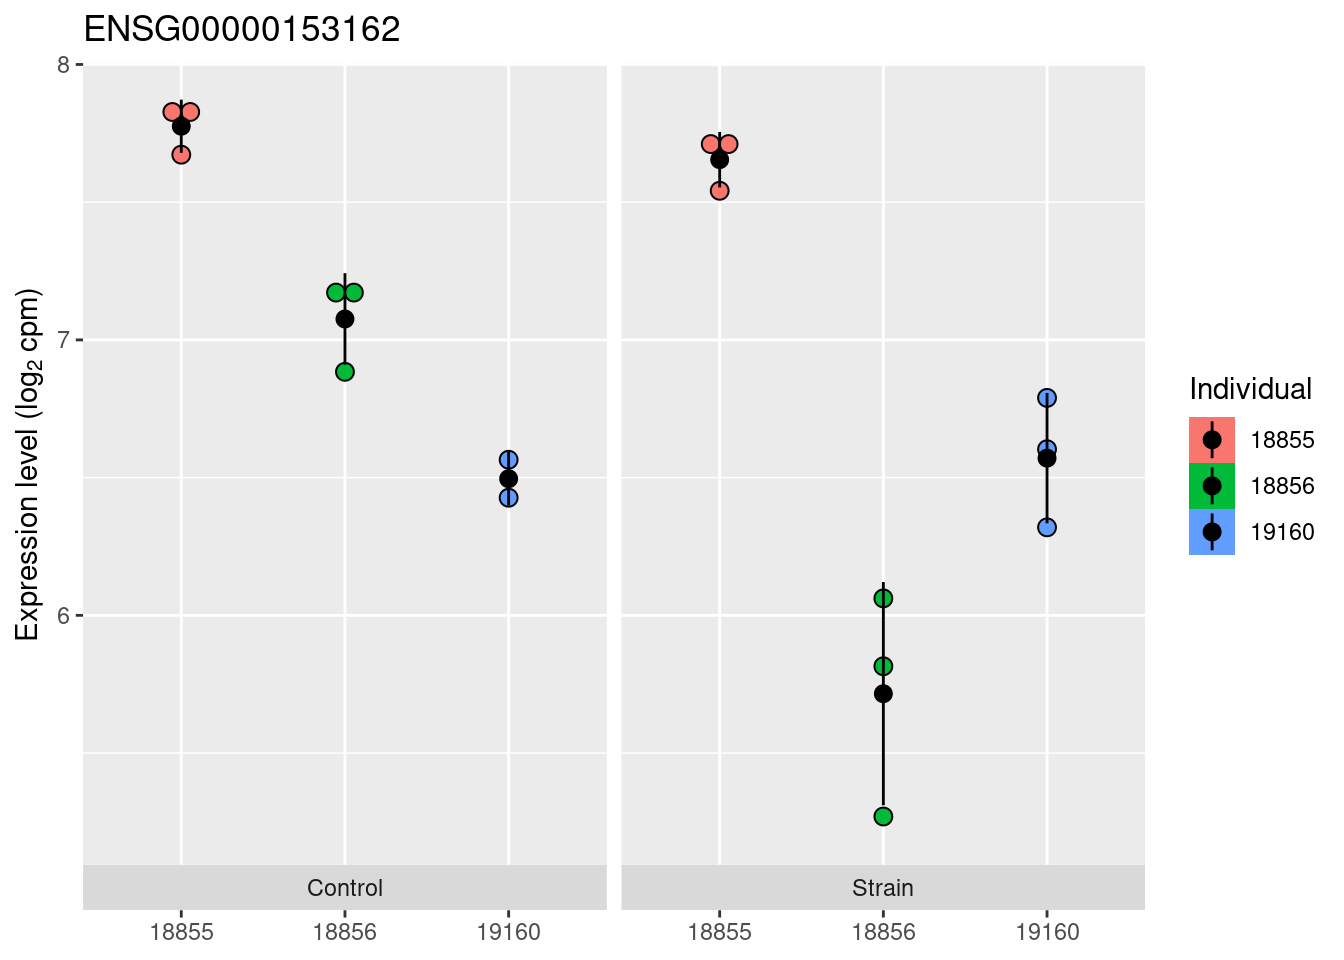 ENSG00000153162
Expression level (log₂ cpm)
8
7
6
Control
Strain
18855 18856 19160
18855 18856 19160
Individual
18855
18856
19160